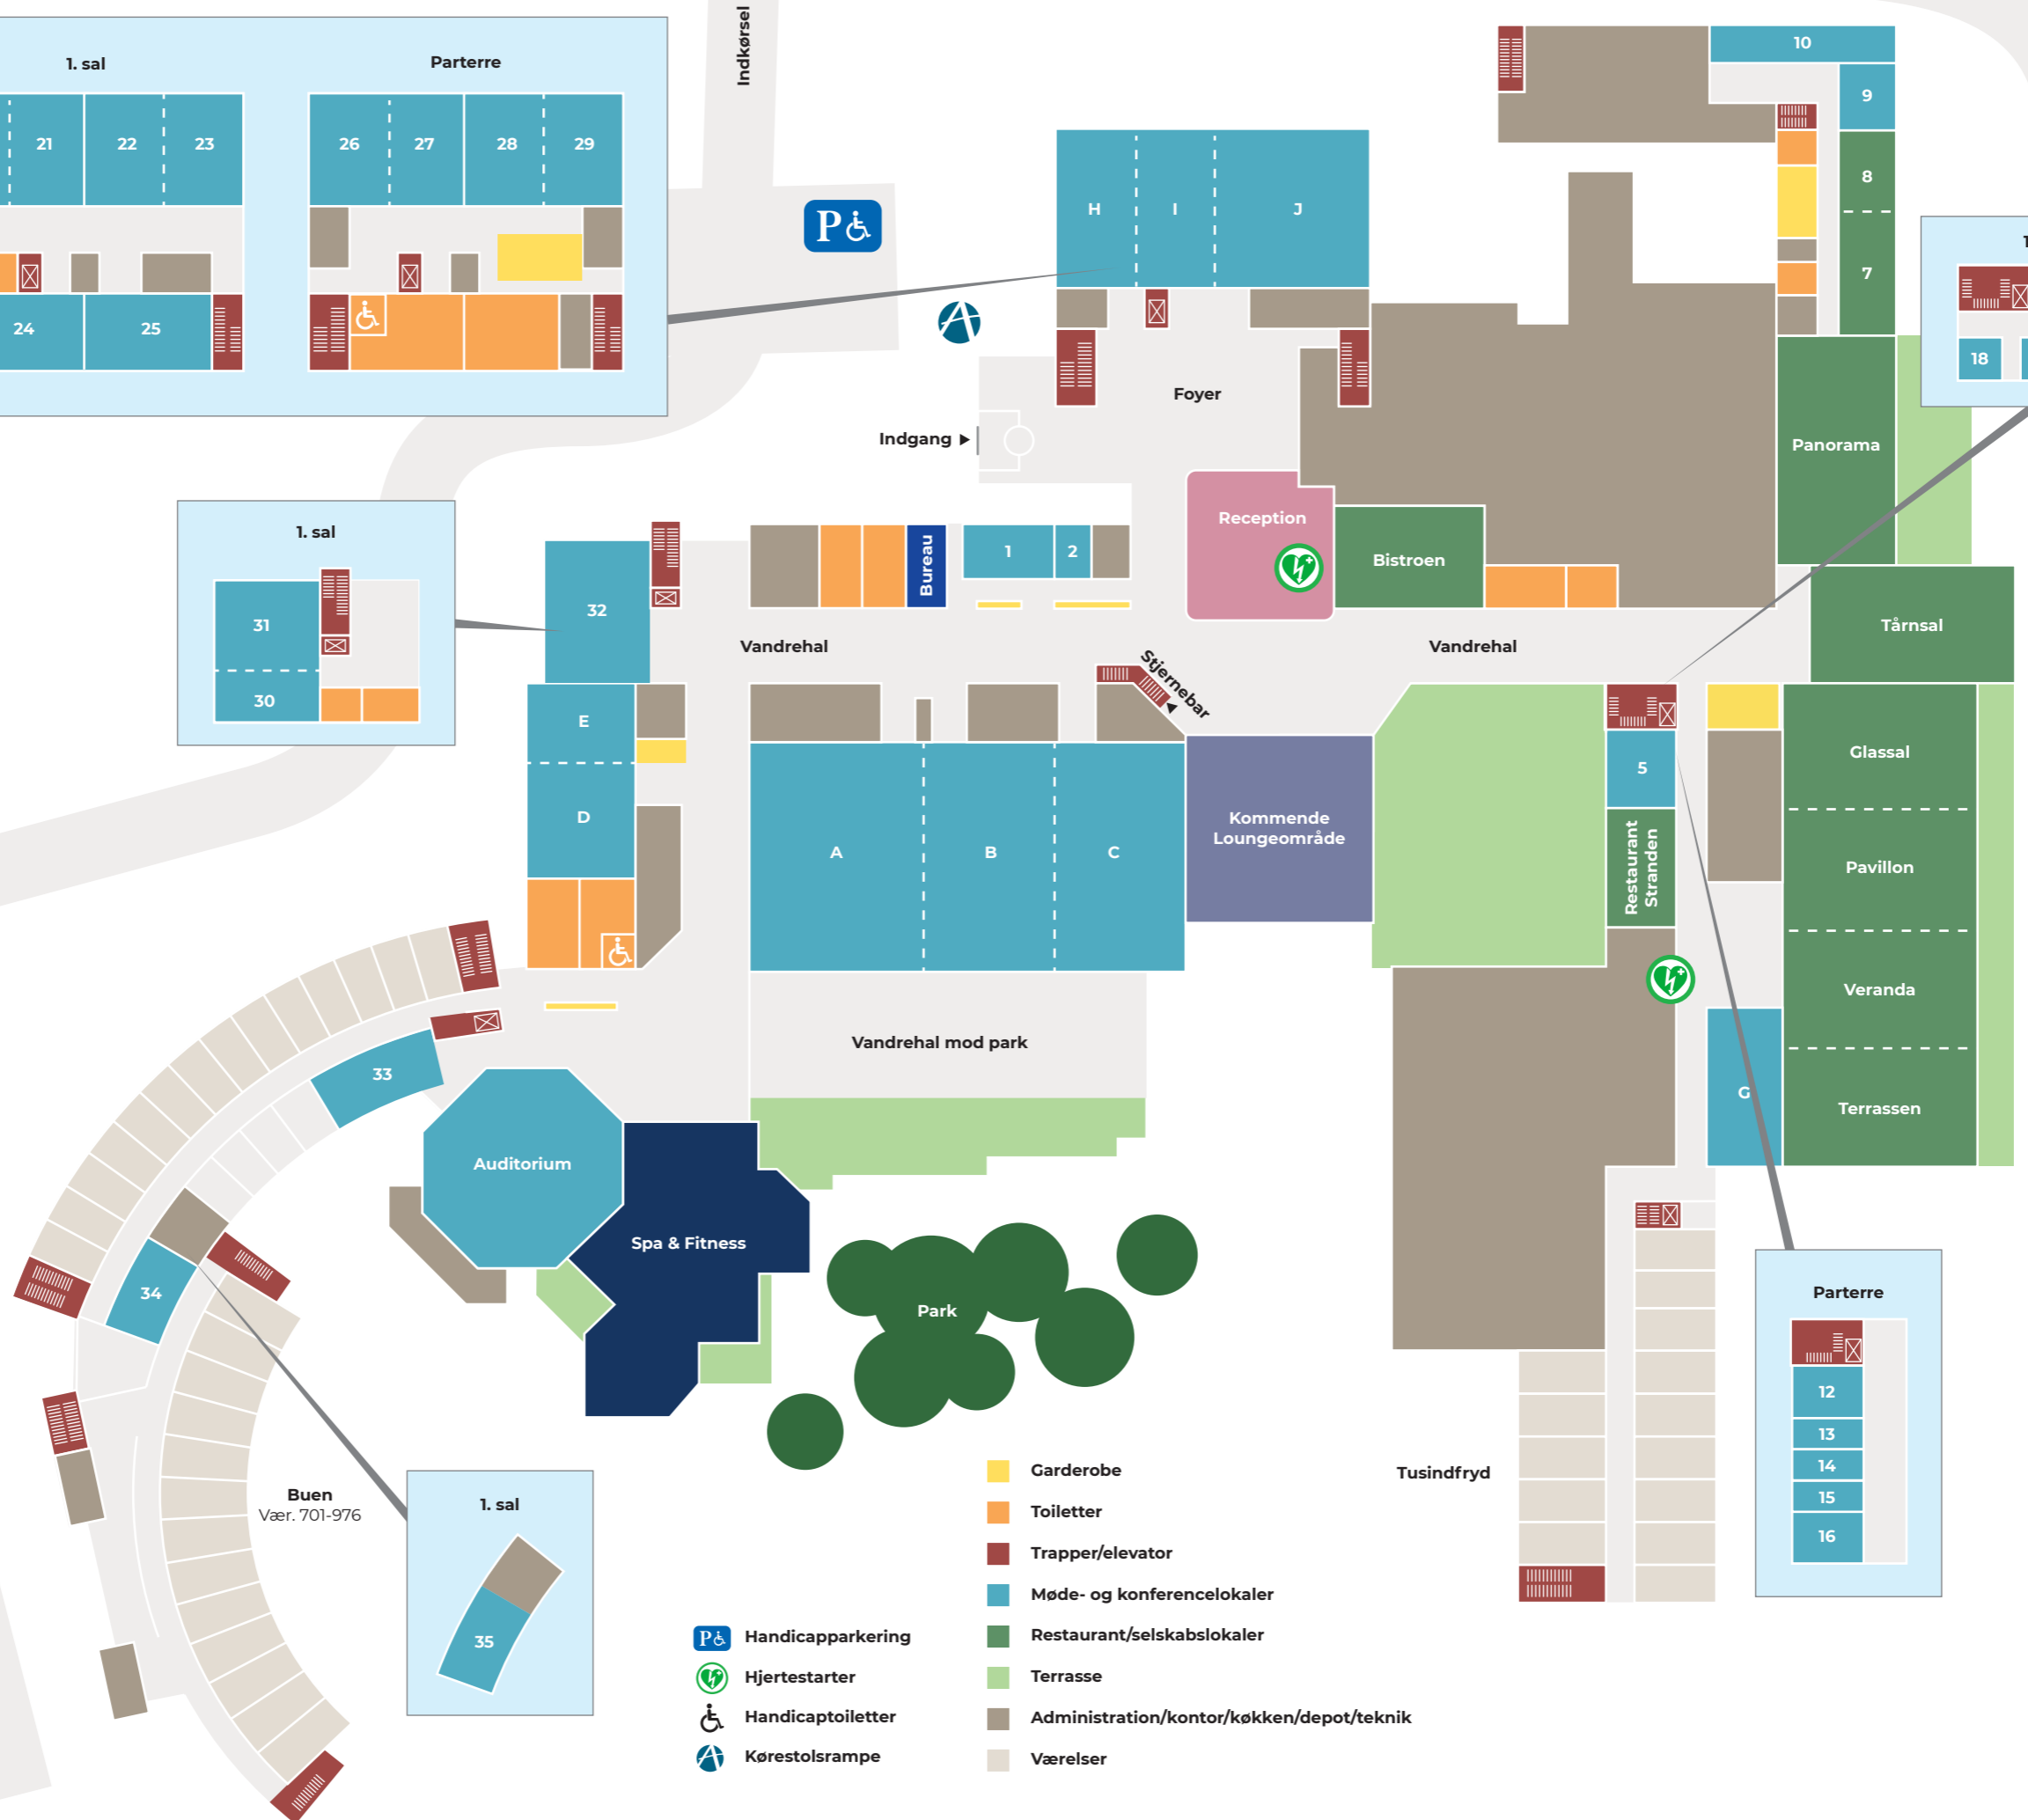 Indkørsel
1. sal
Parterre
21
22
23
24
25
26
27
28
29
P
H
I
J
10
9
8
7
1
18
Foyer
Indgang
Panorama
Reception
Bistroen
Bureau
1
2
Tårnsal
1. sal
31
30
32
Vandrehal
Vandrehal
Stjernebar
E
D
A
B
C
Kommende
Loungeområde
5
Restaurant
Stranden
Glassal
Pavillon
Veranda
Terrassen
G
Vandrehal mod park
33
34
Auditorium
Spa & Fitness
Park
Parterre
12
13
14
15
16
Tusindfryd
Buen
Vær. 701-976
1. sal
35
P Handicapparkering
Hjertestarter
Handicaptoiletter
Kørestolsrampe
Garderobe
Toiletter
Trapper/elevator
Møde- og konferencelokaler
Restaurant/selskabslokaler
Terrasse
Administration/kontor/køkken/depot/teknik
Værelser